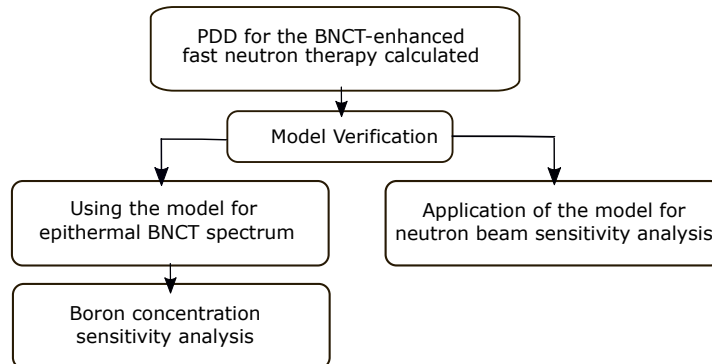 PDD for the BNCT-enhanced
fast neutron therapy calculated
Model Verification
Using the model for
epithermal BNCT spectrum
Application of the model for
neutron beam sensitivity analysis
Boron concentration
sensitivity analysis